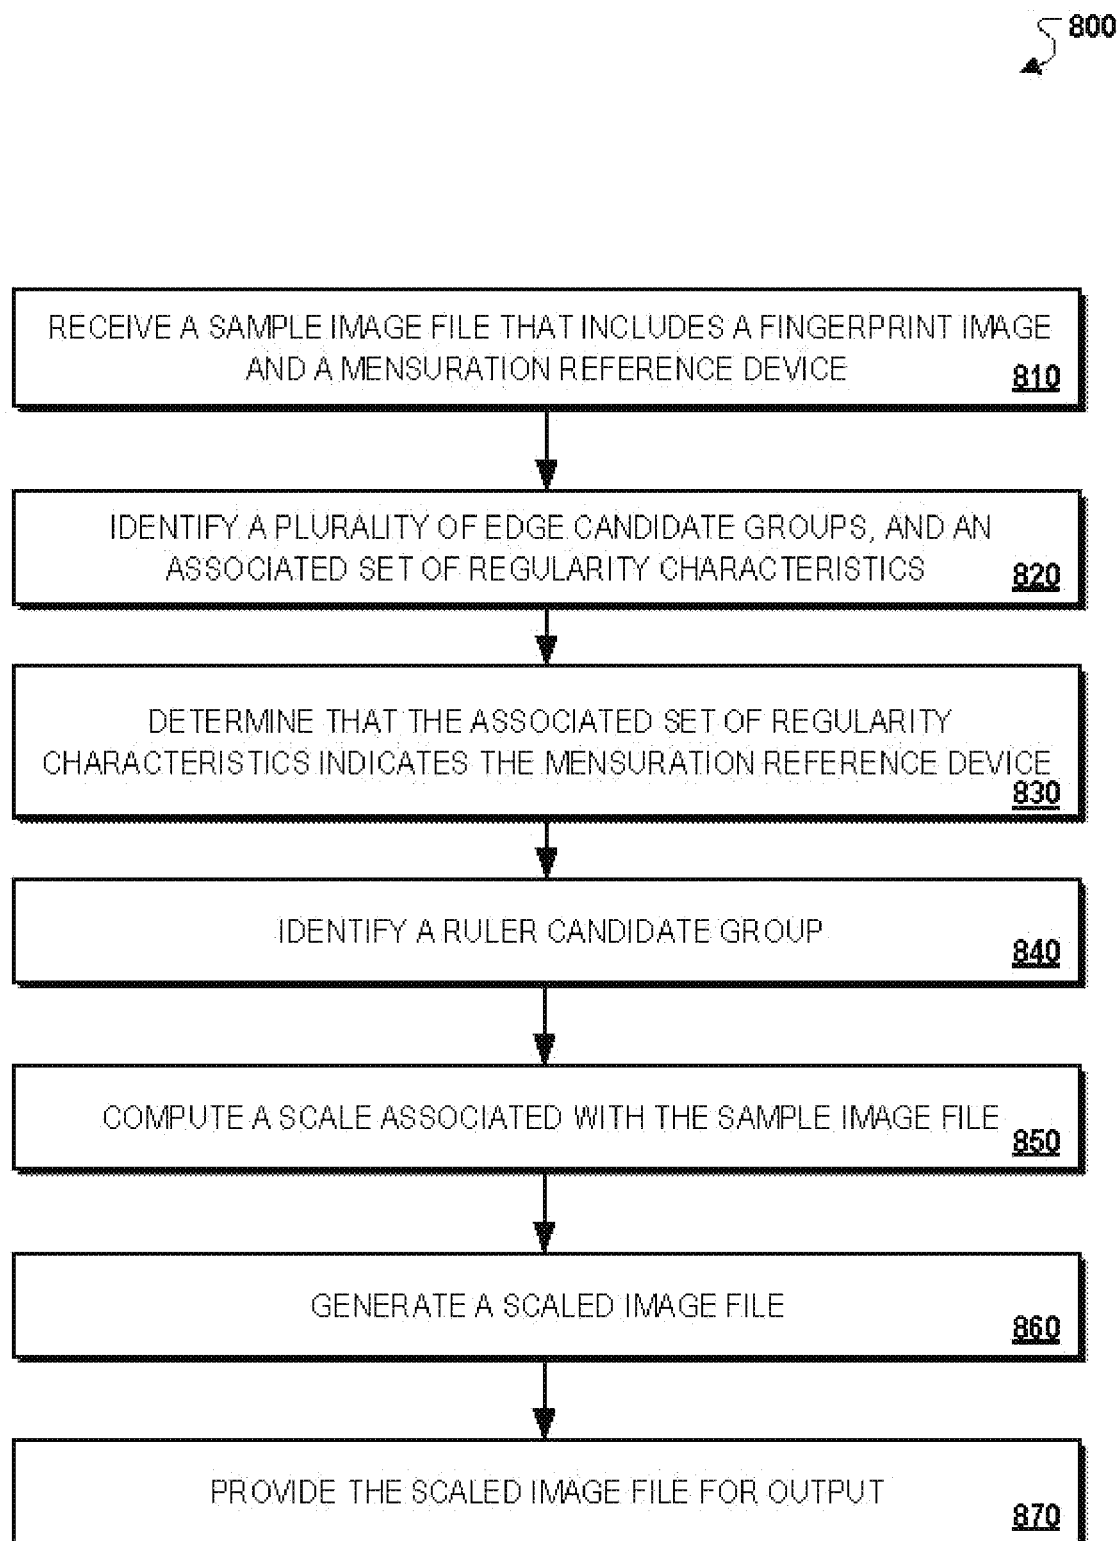 800
RECEIVE A SAMPLE IMAGE FILE THAT INCLUDES A FINGERPRINT IMAGE
AND A MENSURATION REFERENCE DEVICE
810
IDENTIFY A PLURALITY OF EDGE CANDIDATE GROUPS, AND AN
ASSOCIATED SET OF REGULARITY CHARACTERISTICS
820
DETERMINE THAT THE ASSOCIATED SET OF REGULARITY
CHARACTERISTICS INDICATES THE MENSURATION REFERENCE DEVICE
830
IDENTIFY A RULER CANDIDATE GROUP
840
COMPUTE A SCALE ASSOCIATED WITH THE SAMPLE IMAGE FILE
850
GENERATE A SCALED IMAGE FILE
860
PROVIDE THE SCALED IMAGE FILE FOR OUTPUT
870